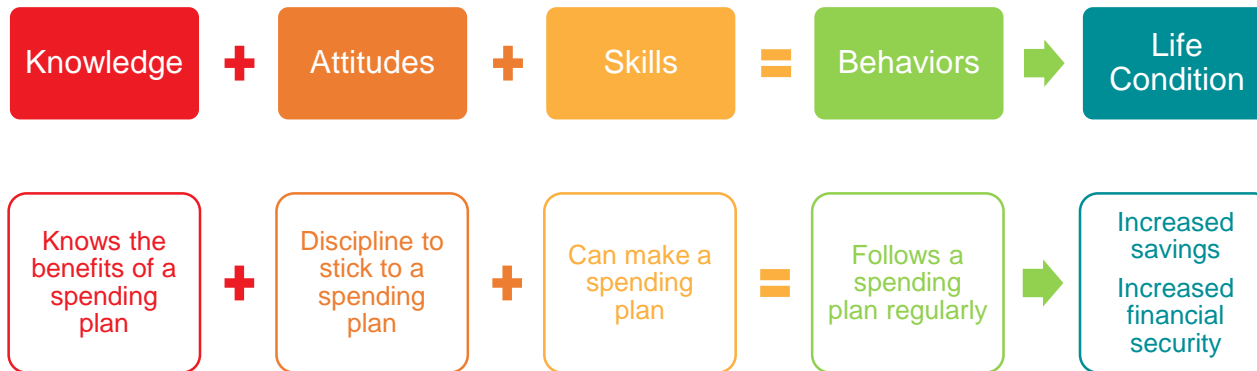 Knowledge
+
Attitudes
+
Skills
=
Behaviors
Life
Condition
Knows the
benefits of a
spending
plan
+
Discipline to
stick to a
spending
plan
+
Can make a
spending
plan
=
Follows a
spending
plan regularly
Increased
savings
Increased
financial
security